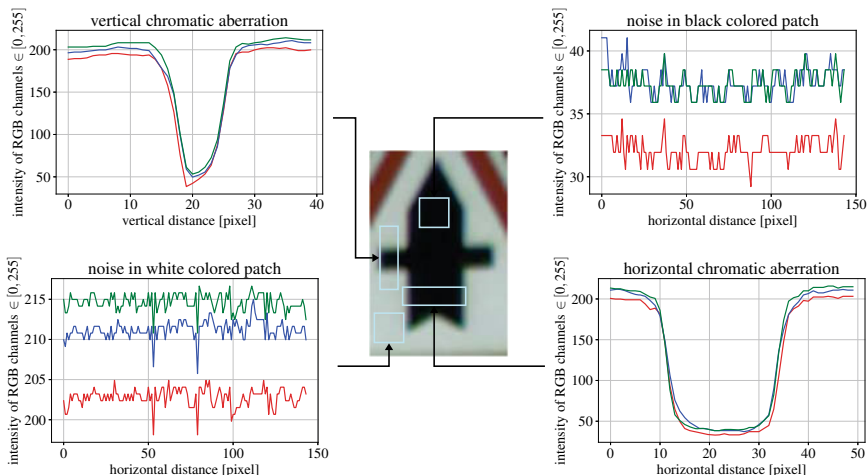 vertical chromatic aberration
intensity of RGB channels ∈ [0, 255]
200
150
100
50
0 10 20 30 40
vertical distance [pixel]
noise in black colored patch
intensity of RGB channels ∈ [0, 255]
40
35
30
0 50 100 150
horizontal distance [pixel]
noise in white colored patch
intensity of RGB channels ∈ [0, 255]
215
210
205
200
0 50 100 150
horizontal distance [pixel]
horizontal chromatic aberration
intensity of RGB channels ∈ [0, 255]
200
150
100
50
0 10 20 30 40 50
horizontal distance [pixel]